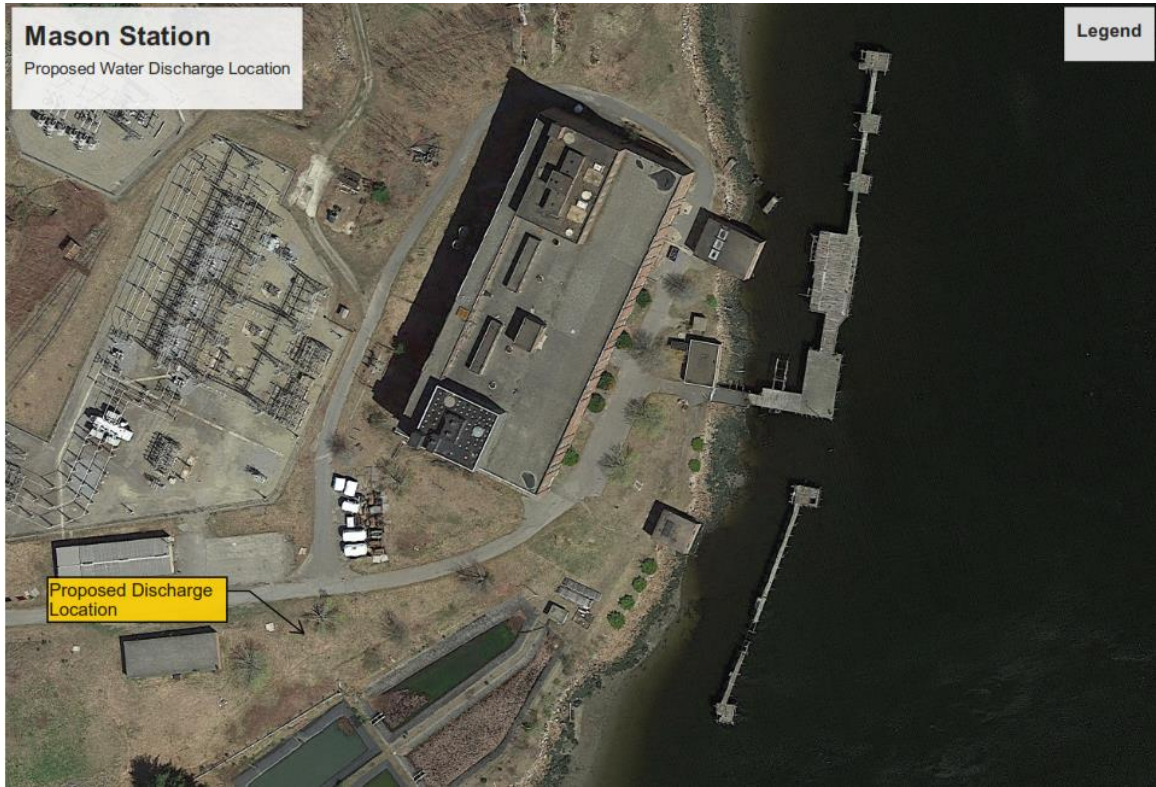 Mason Station
Proposed Water Discharge Location
Legend
Proposed Discharge
Location